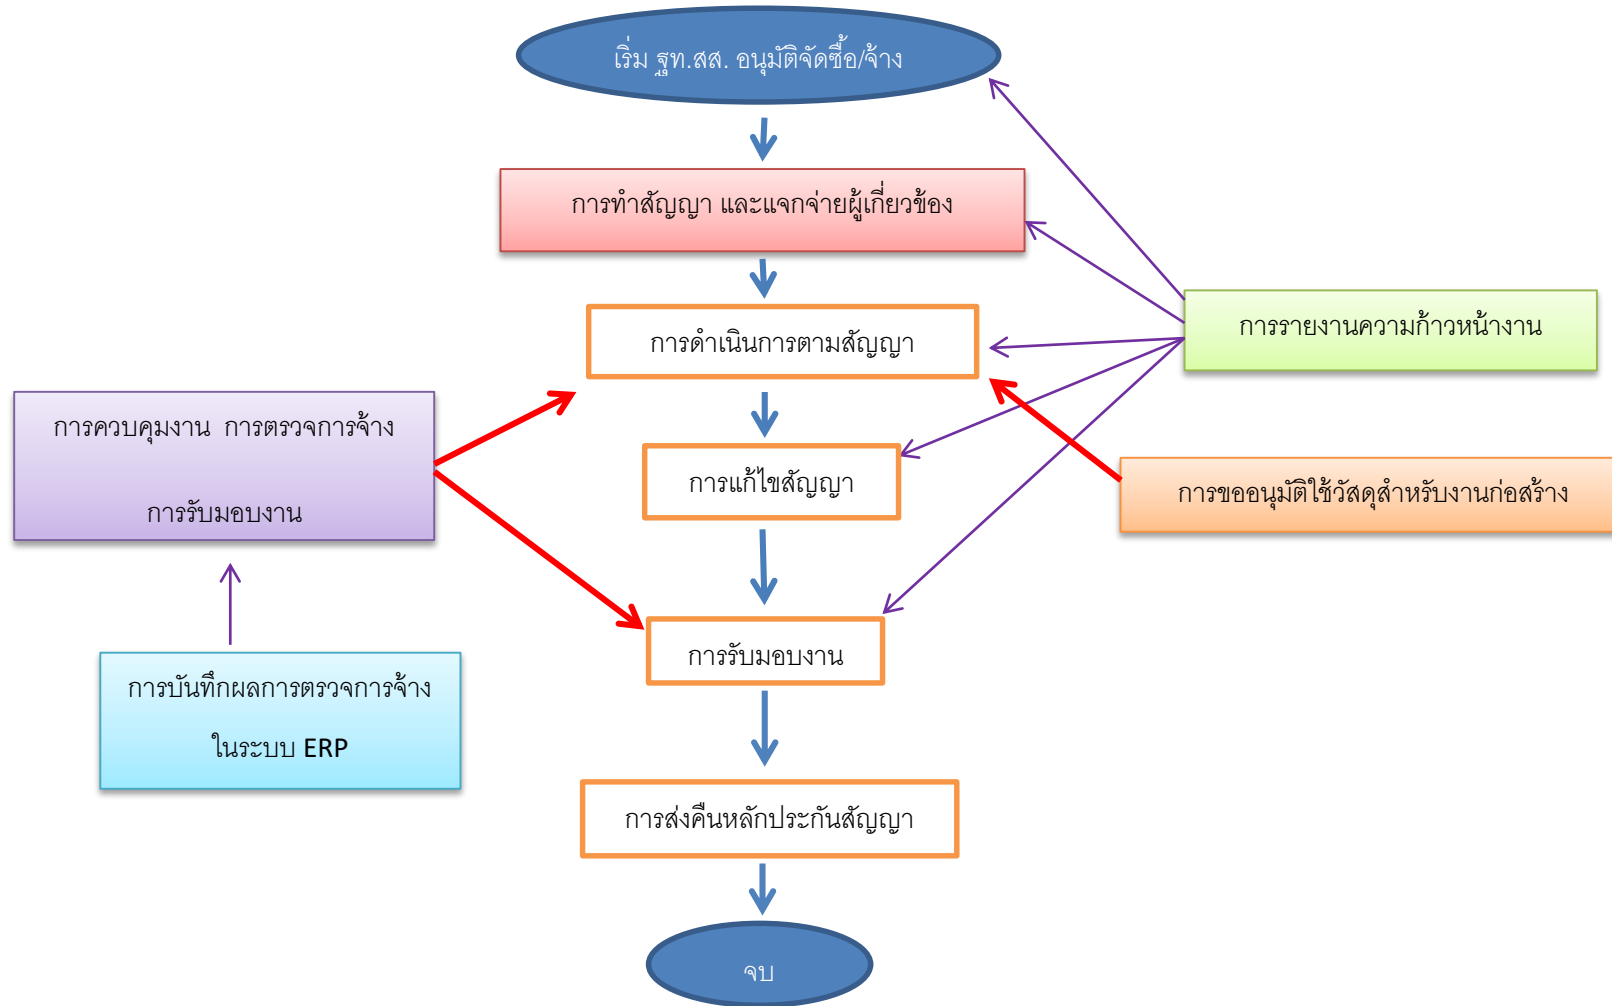 เริ่ม ฐท.สส. อนุมัติจัดซื้อ/จ้าง
การทำสัญญา และแจกจ่ายผู้เกี่ยวข้อง
การรายงานความก้าวหน้างาน
การดำเนินการตามสัญญา
การควบคุมงาน การตรวจการจ้าง
การรับมอบงาน
การแก้ไขสัญญา
การขออนุมัติใช้วัสดุสำหรับงานก่อสร้าง
การรับมอบงาน
การบันทึกผลการตรวจการจ้าง
ในระบบ ERP
การส่งคืนหลักประกันสัญญา
จบ